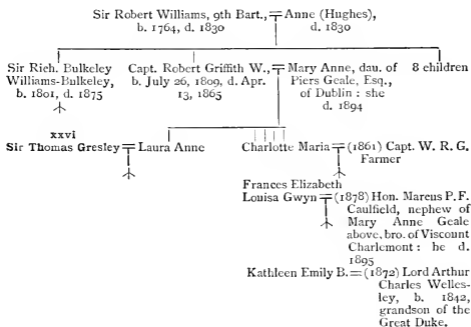 Sir Robert Williams, 9th Bart., Anne (Hughes),
b. 1764, d. 1830 d. 1830
Sir Rich. Bulkeley Capt. Robert Griffith W., Mary Anne, dau. of 8 children
Williams-Bulkeley, b. July 26, 1809, d. Apr. Piers Geale, Esq.,
b. 1801, d. 1875 13, 1865 of Dublin : she
d. 1894
xxvi
Sir Thomas Gresley Laura Anne Charlotte Maria (1861) Capt. W. R. G.
Farmer
Frances Elizabeth
Louisa Gwyn (1878) Hon. Marcus P. F.
Caulfield, nephew of
Mary Anne Geale
above, bro. of Viscount
Charlemont : he d.
1895
Kathleen Emily B. = (1872) Lord Arthur
Charles Welles-
ley, b. 1842,
grandson of the
Great Duke.